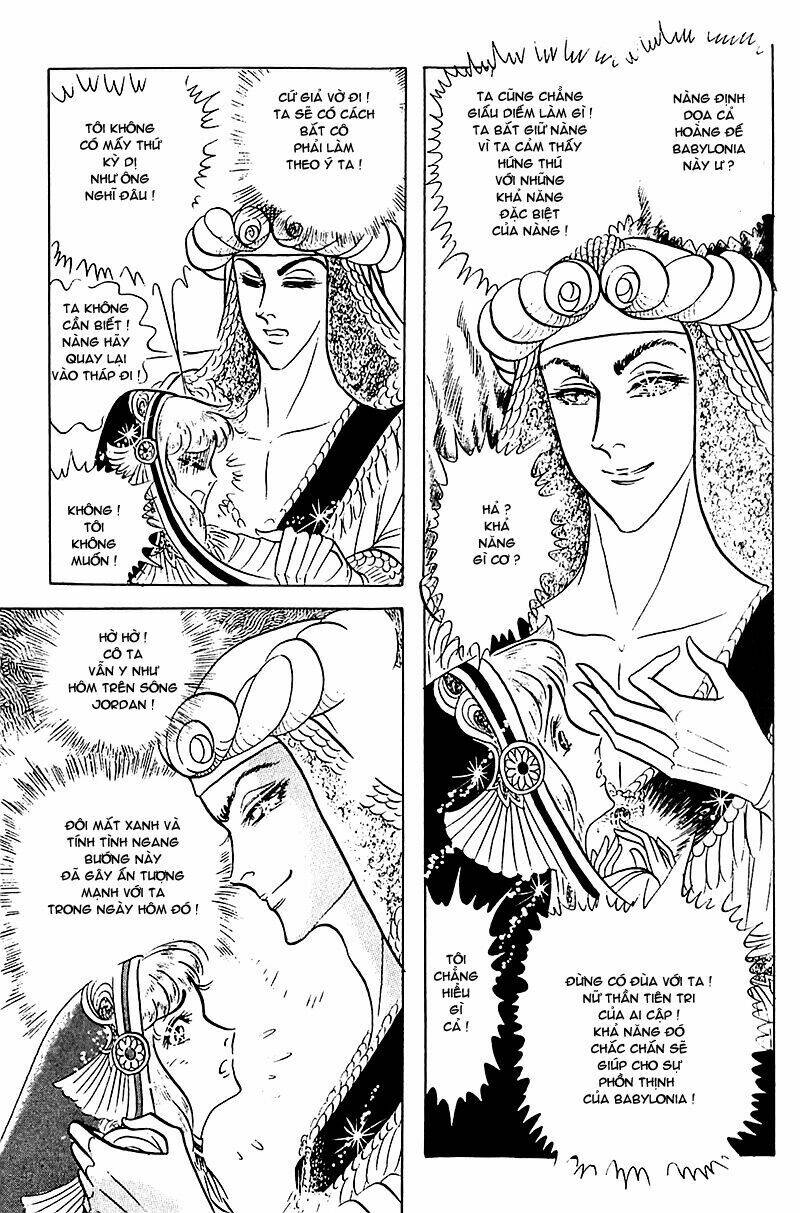 NÀNG ĐỊNH
DỌA CẢ
HOÀNG ĐẾ
BABYLONIA
NÀY Ư ?
TA CŨNG CHẲNG
GIẤU DIẾM LÀM GÌ !
TA BẮT GIỮ NÀNG
VÌ TA CẢM THẤY
HỨNG THÚ
VỚI NHỮNG
KHẢ NĂNG
ĐẶC BIỆT
CỦA NÀNG !
HẢ ?
KHẢ
NĂNG
GÌ CƠ ?
ĐỪNG CÓ ĐÙA VỚI TA !
NỮ THẦN TIÊN TRI
CỦA AI CẬP !
KHẢ NĂNG ĐÓ
CHẮC CHẮN SẼ
GIÚP CHO SỰ
PHỒN THỊNH
CỦA BABYLONIA !
TÔI
CHẲNG
HIỂU
GÌ
CẢ !
CỨ GIẢ VỜ ĐI !
TA SẼ CÓ CÁCH
BẮT CÔ
PHẢI LÀM
THEO Ý TA !
TÔI KHÔNG
CÓ MẤY THỨ
KỲ DỊ
NHƯ ÔNG
NGHĨ ĐÂU !
TA KHÔNG
CẦN BIẾT !
NÀNG HÃY
QUAY LẠI
VÀO THÁP ĐI !
KHÔNG !
TÔI
KHÔNG
MUỐN !
HỜ HỜ !
CÔ TA
VẪN Y NHƯ
HÔM TRÊN SÔNG
JORDAN !
ĐÔI MẮT XANH VÀ
TÍNH TÌNH NGANG
BƯỚNG NÀY
ĐÃ GÂY ẤN TƯỢNG
MẠNH VỚI TA
TRONG NGÀY HÔM ĐÓ !